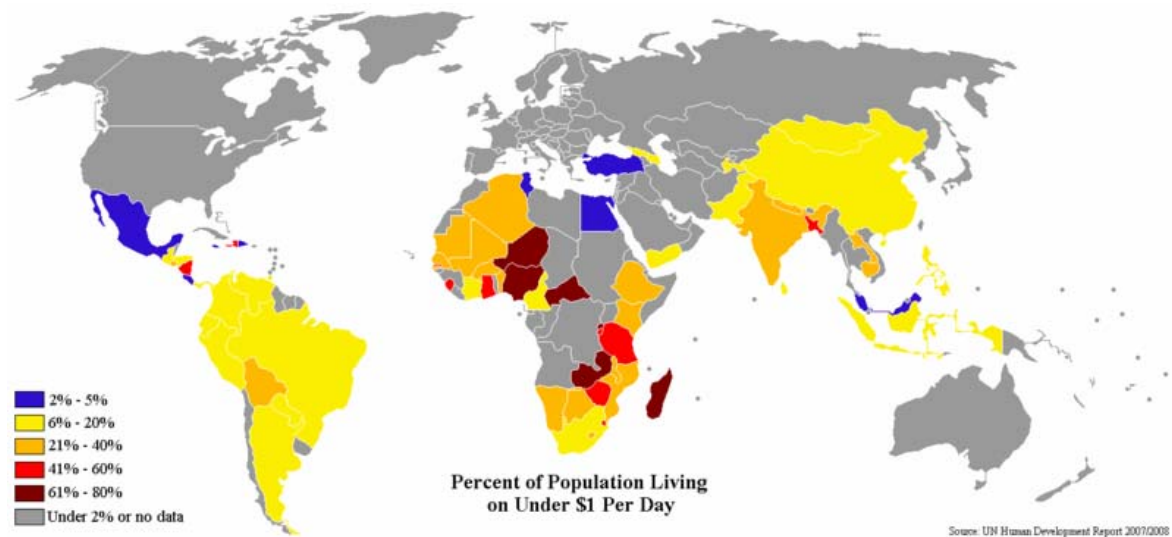 2% - 5%
6% - 20%
21% - 40%
41% - 60%
61% - 80%
Under 2% or no data
Percent of Population Living
on Under $1 Per Day
Source: UN Human Development Report 2007/2008